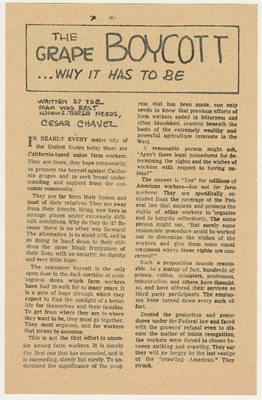 THE
GRAPE BOYCOTT
...WHY IT HAS TO BE
WRITTEN BY THE
MAN WHO BEST
KNOWS THESE NEEDS,
CESAR CHAVEZ
IN NEARLY EVERY major city of
the United States today there are
California-based union farm workers.
They are there, they hope temporarily,
to promote the boycott against Califor-
nia grapes and to seek broad under-
standing and support from the con-
sumer community.
They are far from their homes and
most of their relatives. They are away
from their friends, living new lives in
strange places under extremely diffi-
cult conditions. Why do they do it? Be-
cause there is no other way forward!
The alternative is to stand still, and in
so doing to hand down to their chil-
dren the same bleak frustration of
their lives, with no security, no dignity
and very little hope.
The consumer boycott is the only
open door in the dark corridor of noth-
ingness down which farm workers
have had to walk for so many years. It
is a gate of hope through which they
expect to find the sunlight of a better
life for themselves and their families.
To get from where they are to where
they want to be, they must go together.
They must organize, and for workers
that means to unionize.
This is not the first effort to union-
ize among farm workers. It is simply
the first one that has succeeded, and it
is succeeding, slowly but surely. To un-
derstand the significance of the prog-
ress that has been made, one only
needs to know that previous efforts of
farm workers ended in bitterness and
often bloodshed, crushed beneath the
boots of the extremely wealthy and
powerful agriculture interests in the
West.
A reasonable person might ask,
"Aren't there legal procedures for de-
termining the rights and the wishes of
workers with respect to having un-
ions?"
The answer is "Yes" for millions of
American workers—but not for farm
workers! They are specifically ex-
cluded from the coverage of the Fed-
eral law that assures and protects the
rights of other workers to organize
and to bargain collectively. The same
person might say, "But surely some
reasonable procedure could be worked
out to determine the wishes of farm
workers and give them some equal
treatment where these rights are con-
cerned?"
Such a proposition sounds reason-
able. As a matter of fact, hundreds of
priests, rabbis, ministers, professors,
industrialists and others have thought
so, and have offered their services as
third party participants. The employ-
ers have turned down every such ef-
fort.
Denied the protection and proce-
dures under the Federal law and faced
with the growers' refusal even to dis-
cuss the matter of union recognition,
the workers were forced to choose be-
tween striking and crawling. They say
they will no longer be the last vestige
of the "crawling American." They
struck.